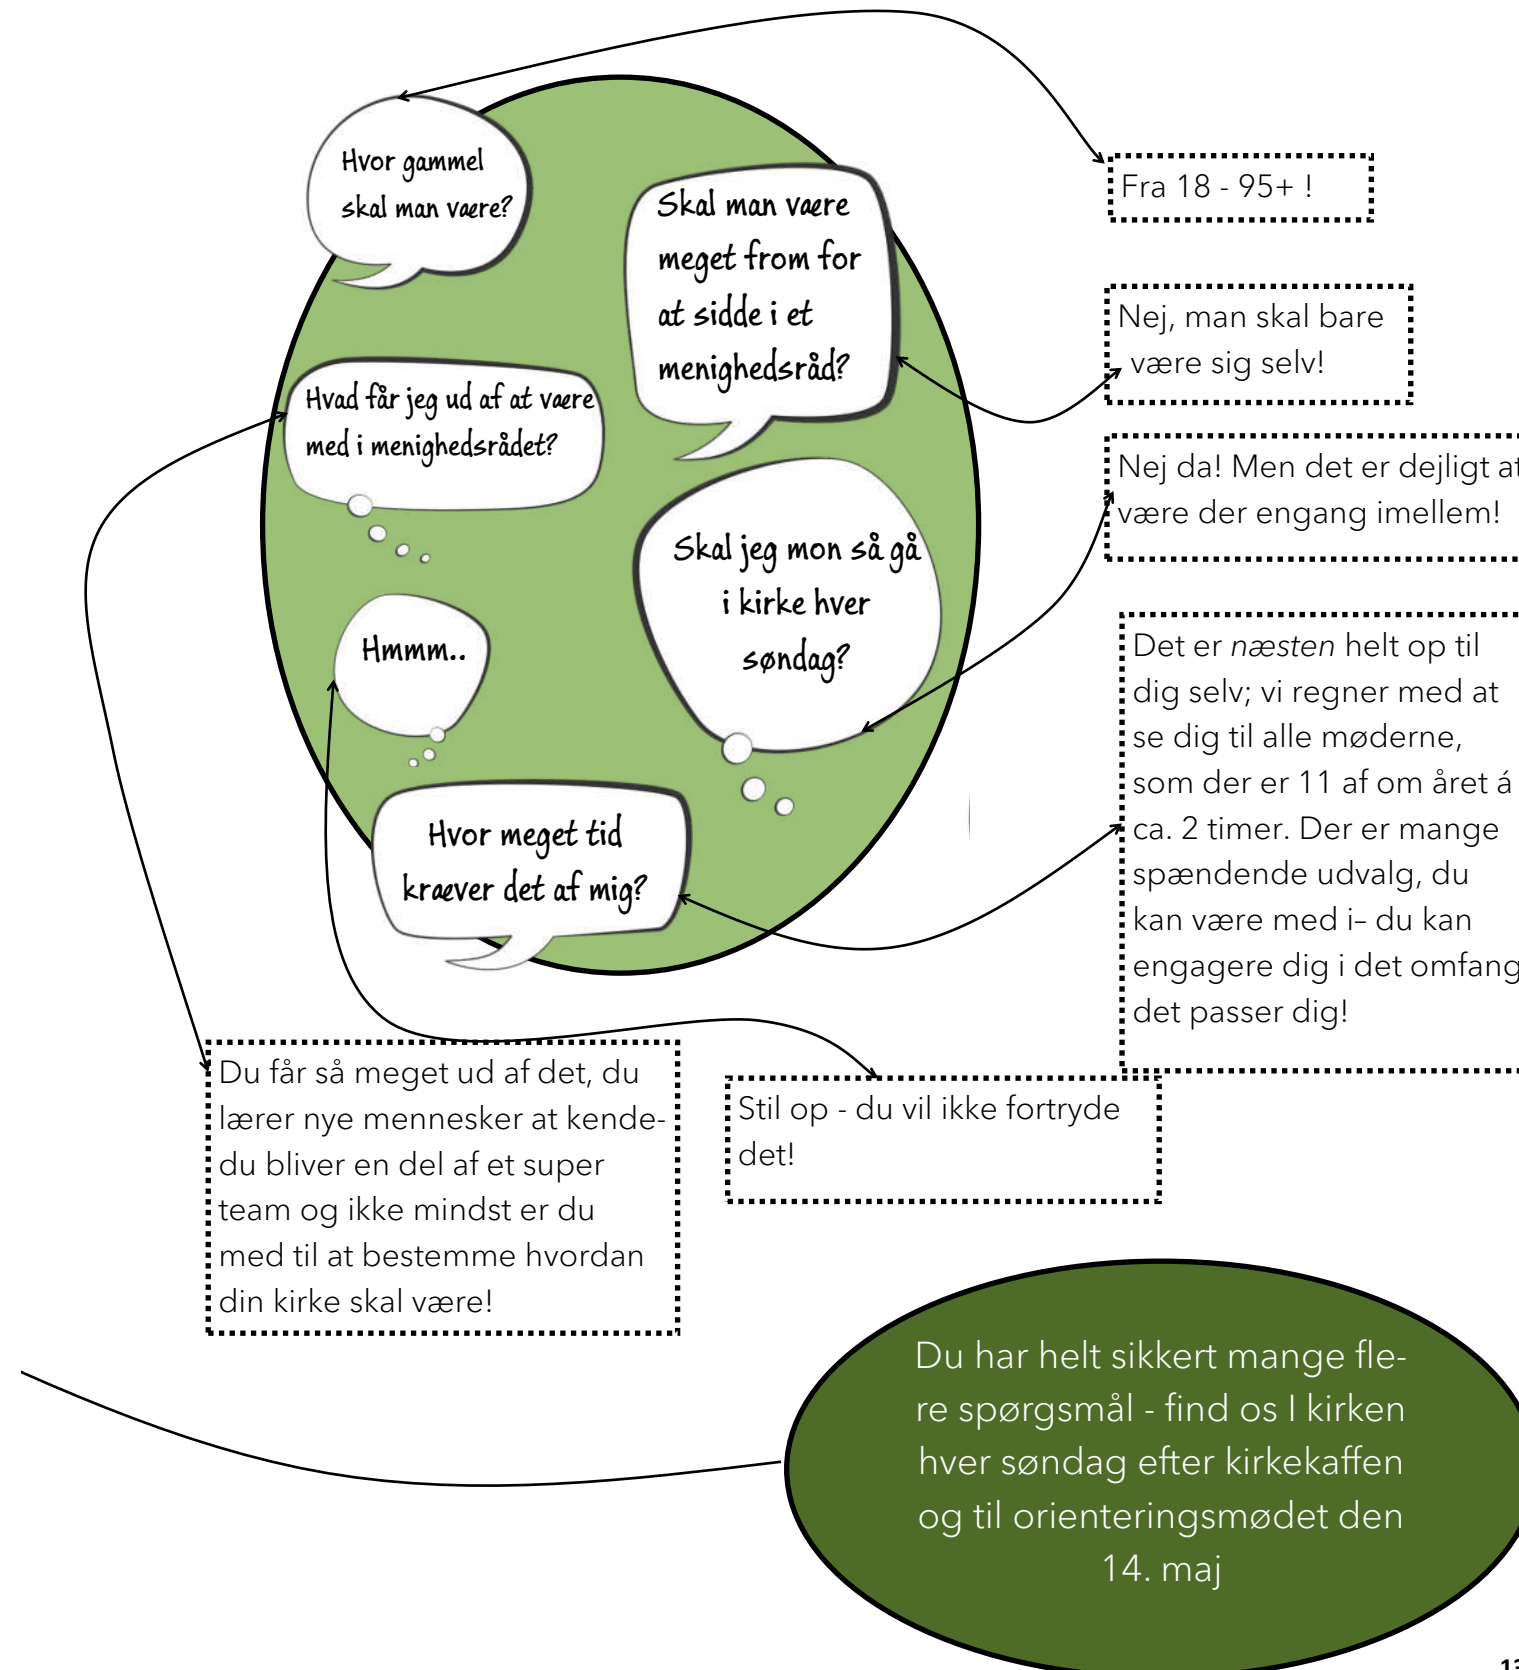 Hvor gammel
skal man være?
Skal man være
meget from for
at sidde i et
menighedsråd?
Hvad får jeg ud af at være
med i menighedsrådet?
Skal jeg mon så gå
i kirke hver
søndag?
Hmmm..
Hvor meget tid
kræver det af mig?
Fra 18 - 95+ !
Nej, man skal bare
være sig selv!
Nej da! Men det er dejligt at
være der engang imellem!
Det er næsten helt op til
dig selv; vi regner med at
se dig til alle møderne,
som der er 11 af om året á
ca. 2 timer. Der er mange
spændende udvalg, du
kan være med i– du kan
engagere dig i det omfang
det passer dig!
Du får så meget ud af det, du
lærer nye mennesker at kende-
du bliver en del af et super
team og ikke mindst er du
med til at bestemme hvordan
din kirke skal være!
Stil op - du vil ikke fortryde
det!
Du har helt sikkert mange fle-
re spørgsmål - find os I kirken
hver søndag efter kirkekaffen
og til orienteringsmødet den
14. maj